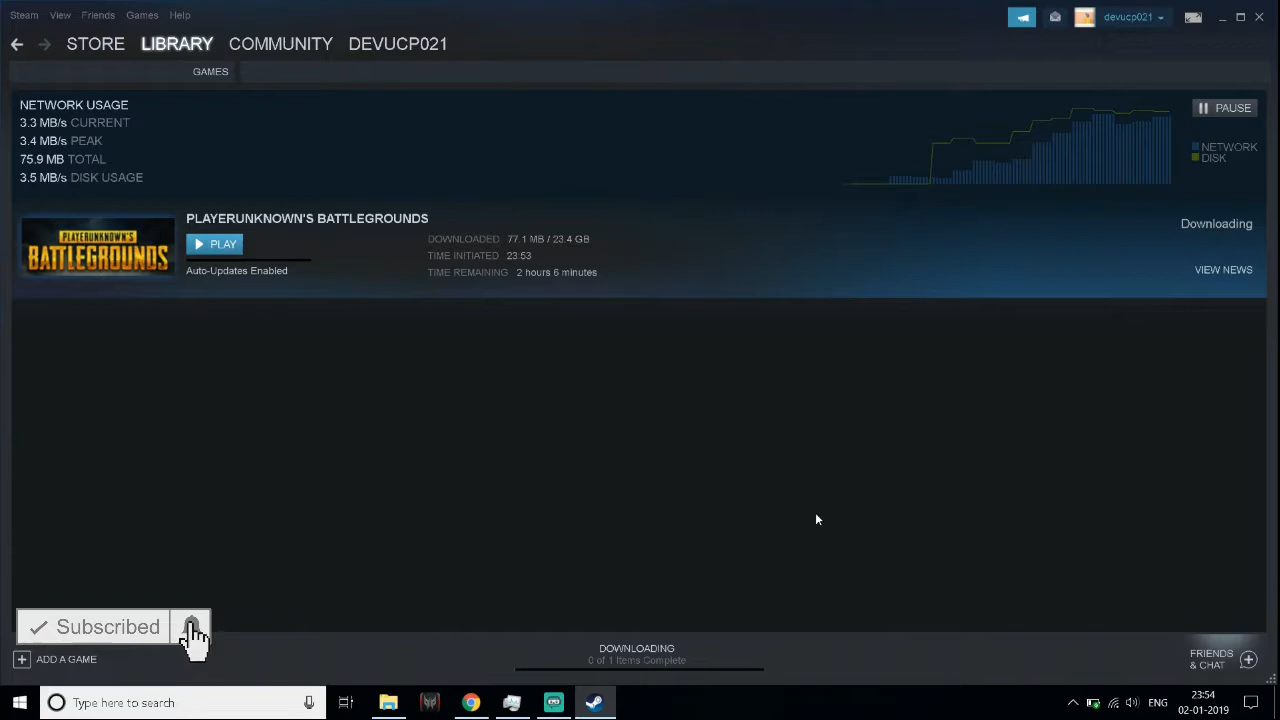 Steam View Friends Games Help
devucp021
STORE LIBRARY COMMUNITY DEVUCP021
GAMES
NETWORK USAGE
3.3 MB/s CURRENT
3.4 MB/s PEAK
75.9 MB TOTAL
3.5 MB/s DISK USAGE
PAUSE
NETWORK
DISK
PLAYERUNKNOWN'S BATTLEGROUNDS
PLAYERUNKNOWN'S
BATTLEGROUNDS
PLAY
Auto-Updates Enabled
DOWNLOADED 77.1 MB / 23.4 GB
TIME INITIATED 23:53
TIME REMAINING 2 hours 6 minutes
Downloading
VIEW NEWS
Subscribed
ADD A GAME
DOWNLOADING
0 of 1 Items Complete
FRIENDS
& CHAT
Type here to search
ENG
23:54
02-01-2019